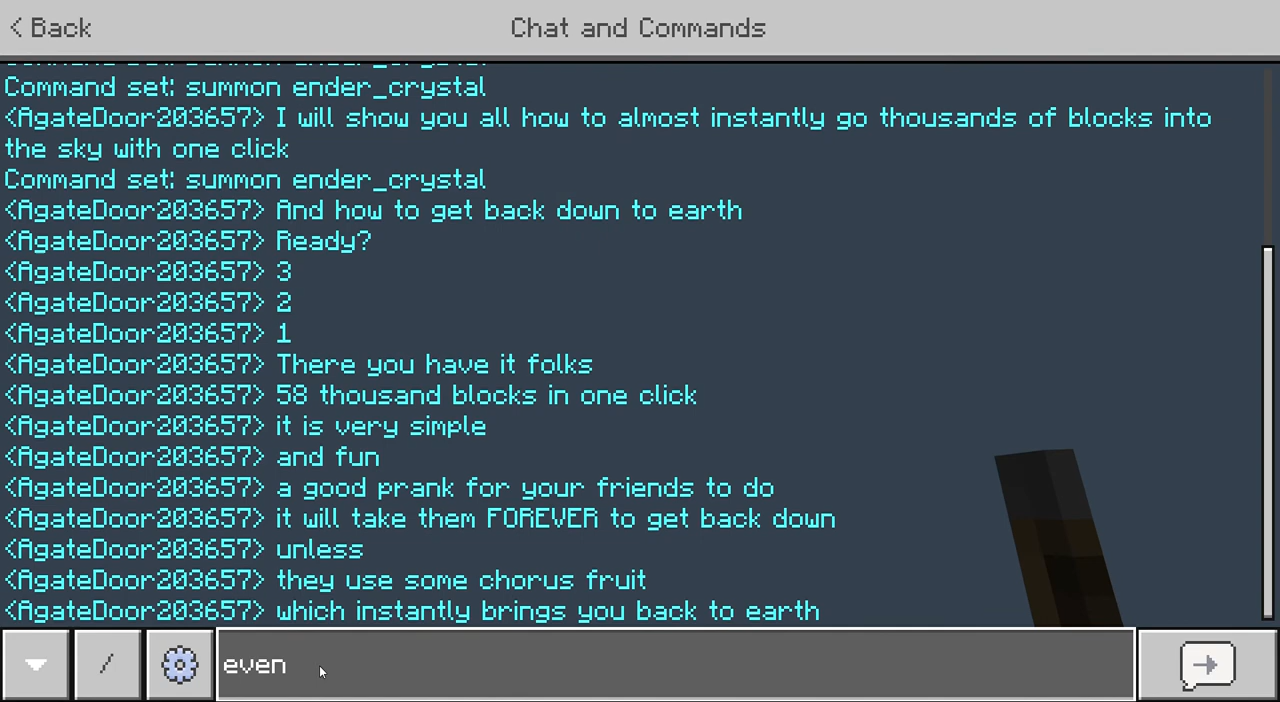 Back
Chat and Commands
Command set: summon ender_crystal
Command set: summon ender_crystal
<AgateDoor203657> I will show you all how to almost instantly go thousands of blocks into
the sky with one click
Command set: summon ender_crystal
<AgateDoor203657> And how to get back down to earth
<AgateDoor203657> Ready?
<AgateDoor203657> 3
<AgateDoor203657> 2
<AgateDoor203657> 1
<AgateDoor203657> There you have it folks
<AgateDoor203657> 58 thousand blocks in one click
<AgateDoor203657> it is very simple
<AgateDoor203657> and fun
<AgateDoor203657> a good prank for your friends to do
<AgateDoor203657> it will take them FOREVER to get back down
<AgateDoor203657> unless
<AgateDoor203657> they use some chorus fruit
<AgateDoor203657> which instantly brings you back to earth
/
even